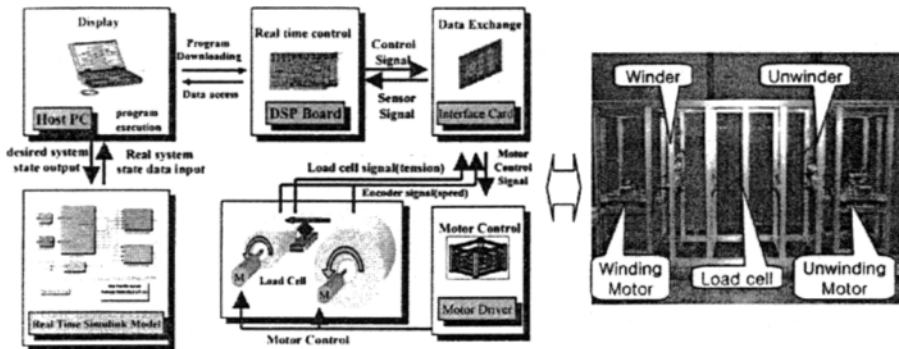 Display
Host PC
program
execution
Program
Downloading
Data access
Real time control
DSP Board
Control
Signal
Sensor
Signal
Data Exchange
Interface Card
desired system
state output
Real system
state data input
Real Time Simulink Model
Load cell signal(tension)
Encoder signal(speed)
Motor
Control
Signal
M
M
Load Cell
Motor Control
Motor Control
Motor Driver
Winder
Unwinder
Winding
Motor
Load cell
Unwinding
Motor